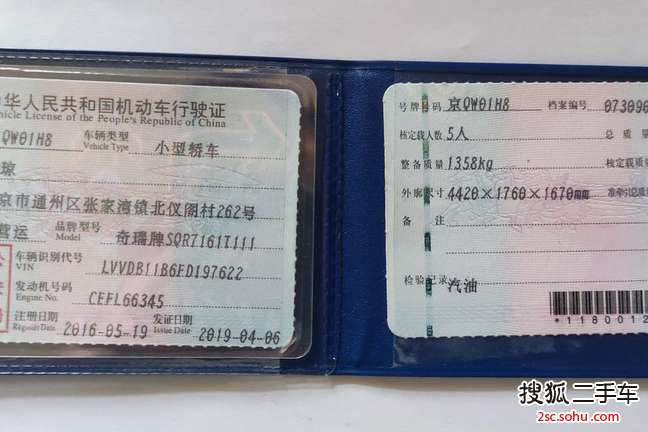 华人民共和国机动车行驶证
Vehicle License of the People's Republic of China
QW01H8 车辆类型 Vehicle Type 小型轿车
琼
京市通州区张家湾镇北仪阁村262号
营运 品牌型号 Model 奇瑞牌SQR7161T111
车辆识别代号 VIN LVVDB11B6FD197622
发动机号码 Engine No. CEFL66345
注册日期 Register Date 2016-05-19 发证日期 Issue Date 2019-04-06
号牌号码 京QW01H8 档案编号 073090
核定载人数 5人 总质量
整备质量 1358kg 核定载质量
外廓尺寸 4420×1760×1670mm 准牵引总质
备注
检验记录 汽油
*1180012
搜狐二手车
2sc.sohu.com